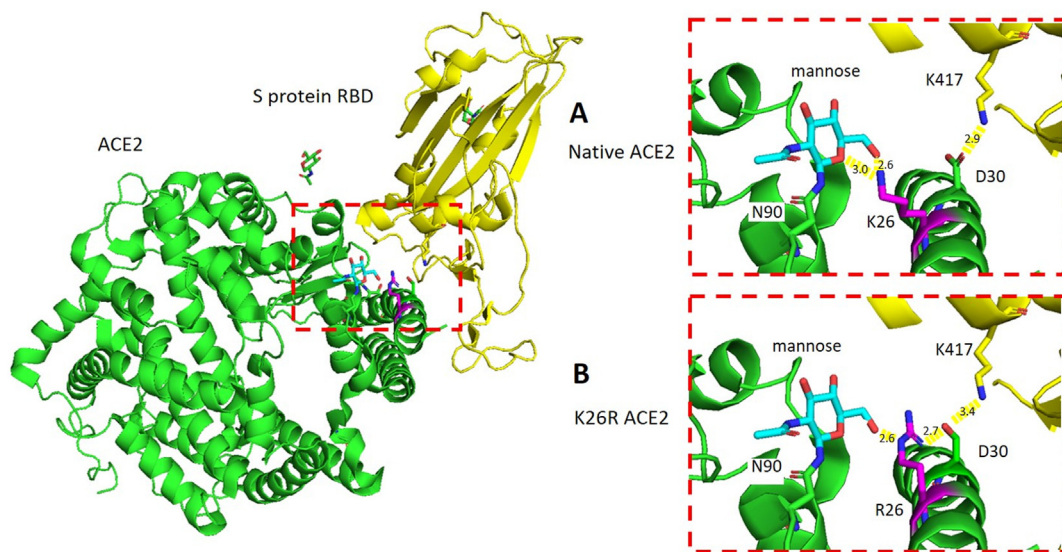 ACE2
S protein RBD
A
Native ACE2
mannose
K417
2.9
2.6
3.0
D30
K26
N90
B
K26R ACE2
mannose
K417
3.4
2.7
2.6
D30
N90
R26